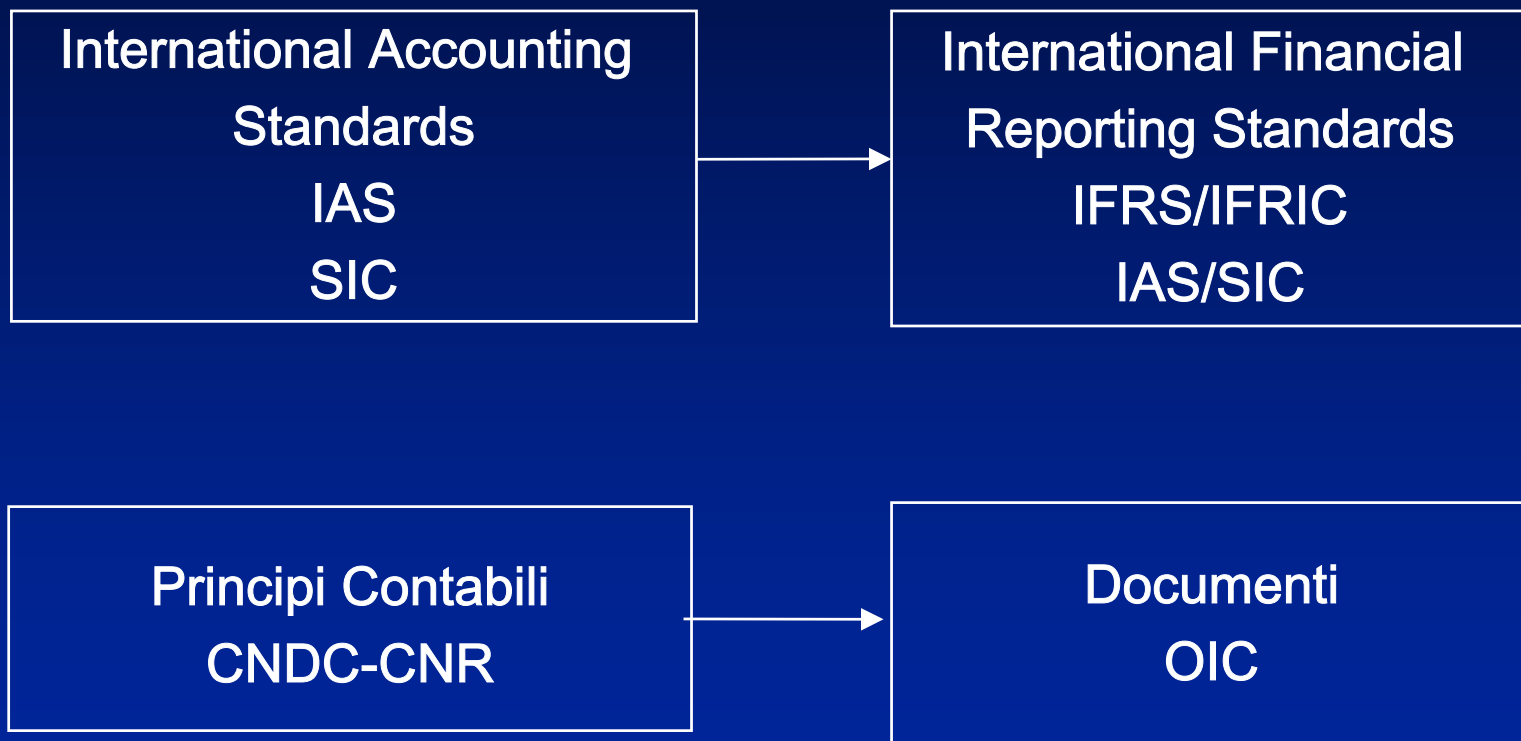 International Accounting
Standards
IAS
SIC
International Financial
Reporting Standards
IFRS/IFRIC
IAS/SIC
Principi Contabili
CNDC-CNR
Documenti
OIC